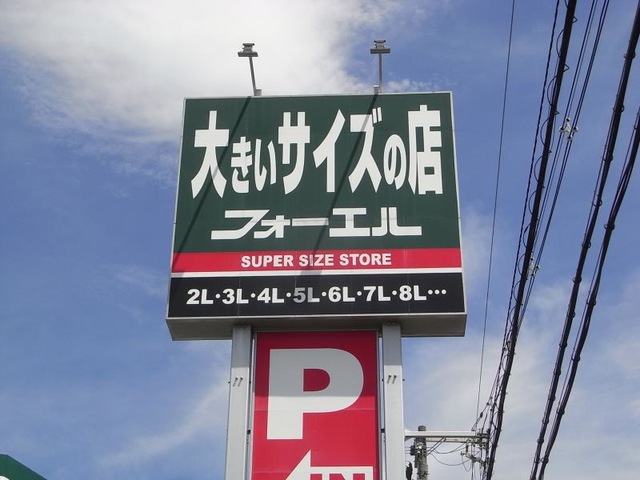 大きいサイズの店
フォーエル
SUPER SIZE STORE
2L·3L·4L·5L·6L·7L·8L…
P
IN